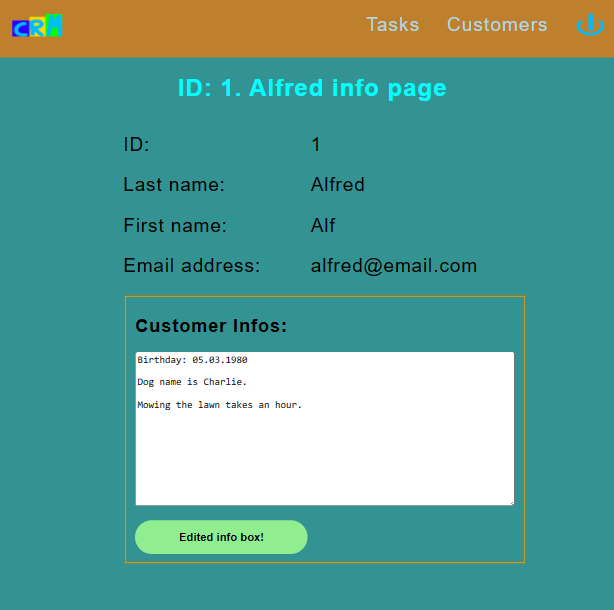 CRM
Tasks Customers
ID: 1. Alfred info page
ID: 1
Last name: Alfred
First name: Alf
Email address: alfred@email.com
Customer Infos:
Birthday: 05.03.1980
Dog name is Charlie.
Mowing the lawn takes an hour.
Edited info box!